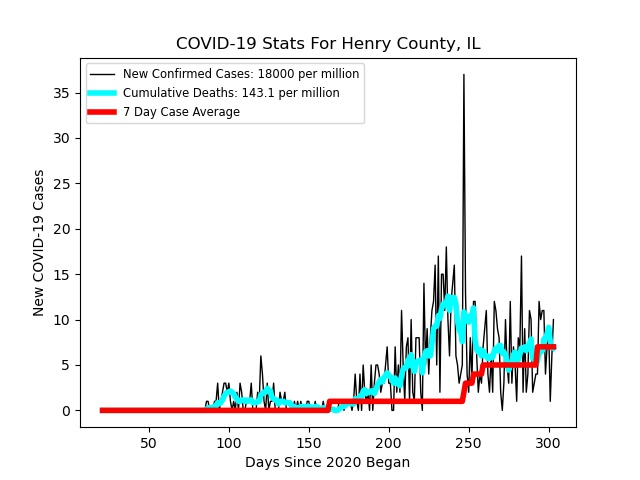 COVID-19 Stats For Henry County, IL
New Confirmed Cases: 18000 per million
Cumulative Deaths: 143.1 per million
7 Day Case Average
New COVID-19 Cases
35
30
25
20
15
10
5
0
50 100 150 200 250 300
Days Since 2020 Began